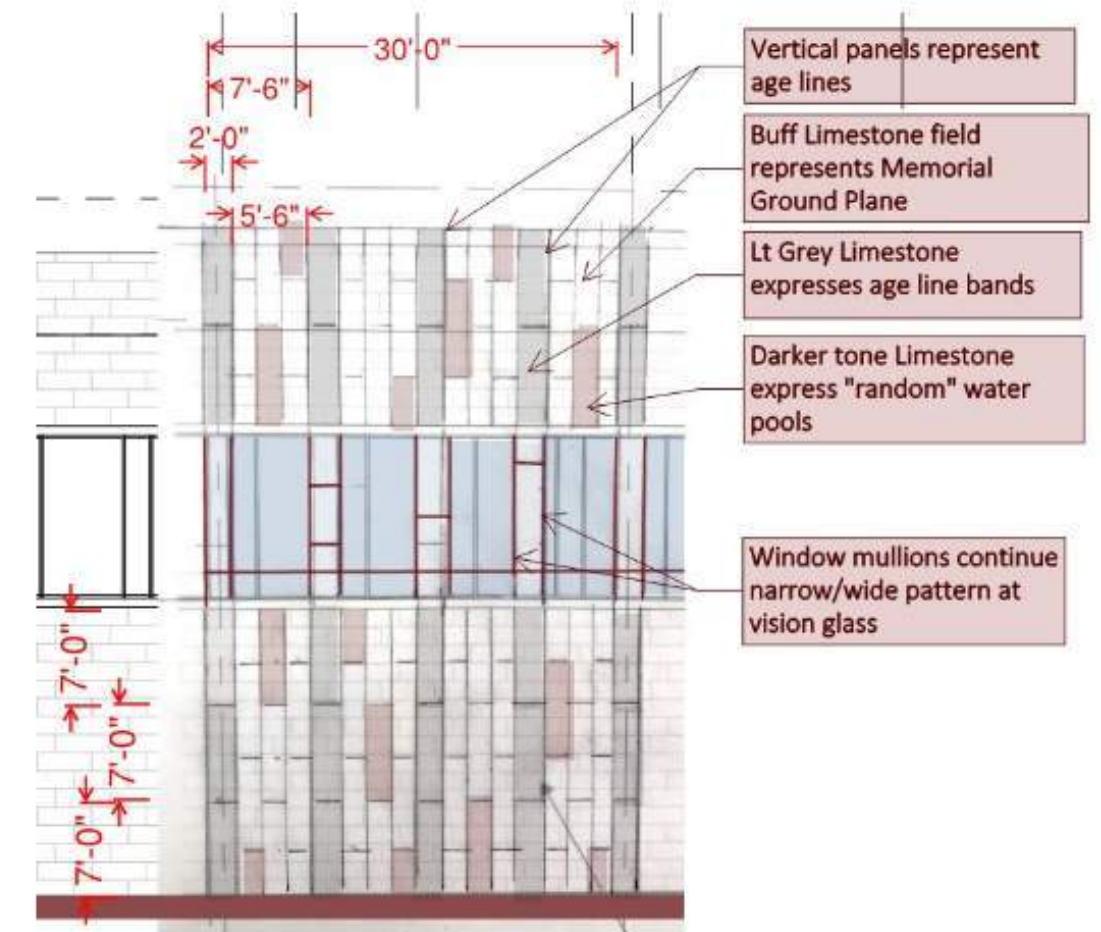 30'-0"
7'-6"
2'-0"
5'-6"
Vertical panels represent
age lines
Buff Limestone field
represents Memorial
Ground Plane
Lt Grey Limestone
expresses age line bands
Darker tone Limestone
express "random" water
pools
Window mullions continue
narrow/wide pattern at
vision glass
7'-0"
7'-0"
7'-0"